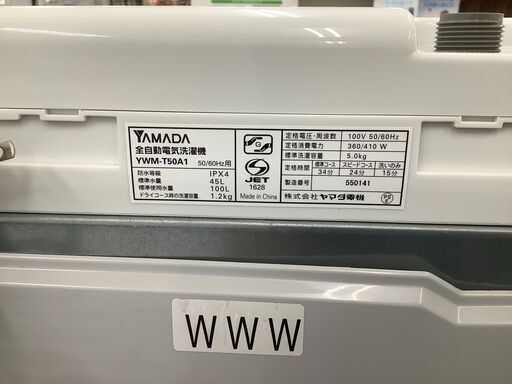 YAMADA
全自動電気洗濯機
YWM-T50A1 50/60Hz用
防水等級 IPX4
標準水量 45L
標準使用水量 100L
ドライコース時の洗濯容量 1.2kg
G
JET
1628
Made in China
定格電圧・周波数 100V 50/60Hz
定格消費電力 360/410 W
標準洗濯容量 5.0kg
定格時間 標準コース スピードコース 洗いのみ
34分 24分 15分
製造番号 550141
株式会社 ヤマダ電機
PS
E
WWW